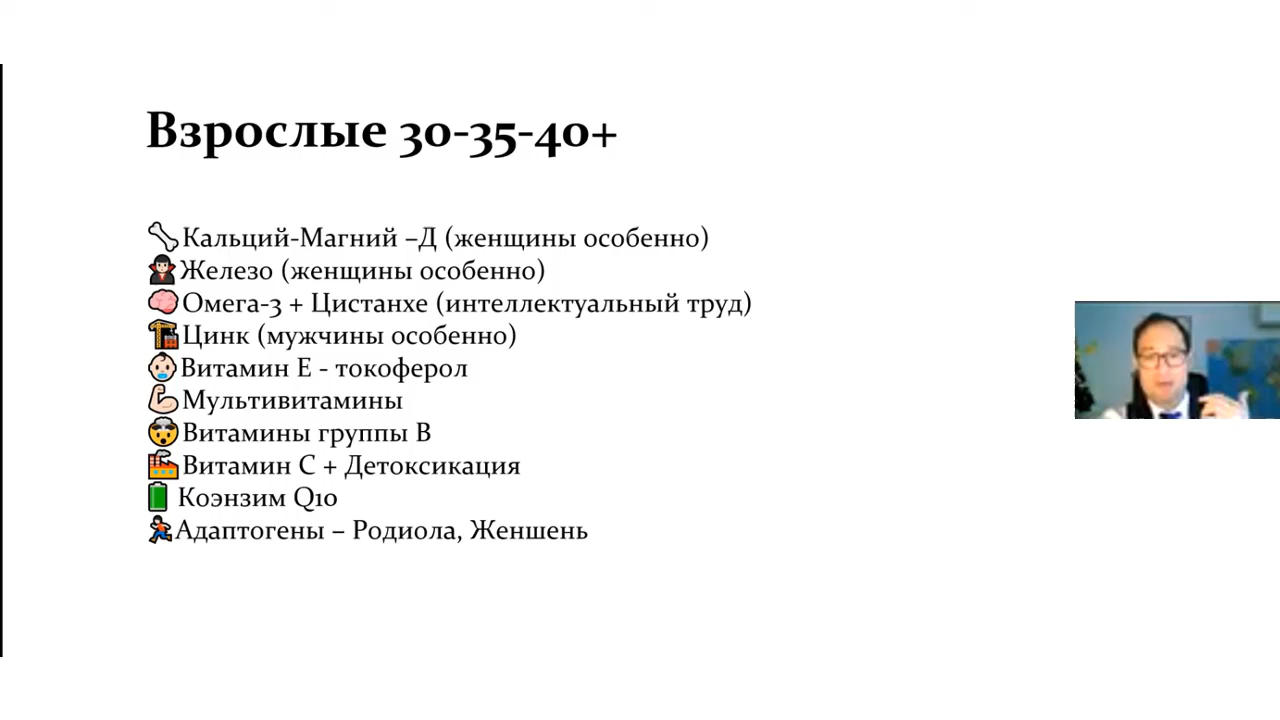 Взрослые 30-35-40+
🦴Кальций-Магний –Д (женщины особенно)
🧛🏻Железо (женщины особенно)
🧠Омега-3 + Цистанхе (интеллектуальный труд)
🏗Цинк (мужчины особенно)
👶🏻Витамин Е - токоферол
💪🏻Мультивитамины
🤯Витамины группы В
🏭Витамин С + Детоксикация
🔋 Коэнзим Q10
🏃🏻Адаптогены – Родиола, Женшень